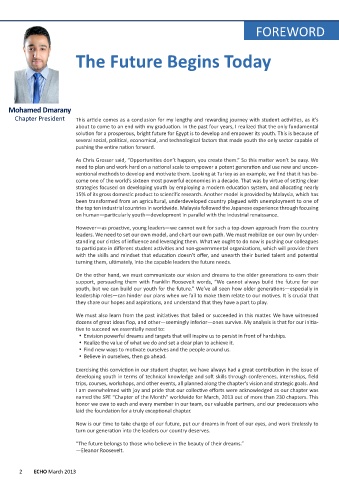 FOREWORD
The Future Begins Today
Mohamed Dmarany
Chapter President
This article comes as a conclusion for my lengthy and rewarding journey with student activities, as it's
about to come to an end with my graduation. In the past four years, I realized that the only fundamental
solution for a prosperous, bright future for Egypt is to develop and empower its youth. This is because of
several social, political, economical, and technological factors that made youth the only sector capable of
pushing the entire nation forward.
As Chris Grosser said, "Opportunities don't happen, you create them." So this matter won't be easy. We
need to plan and work hard on a national scale to empower a potent generation and use new and uncon-
ventional methods to develop and motivate them. Looking at Turkey as an example, we find that it has be-
come one of the world's sixteen most powerful economies in a decade. That was by virtue of setting clear
strategies focused on developing youth by employing a modern education system, and allocating nearly
15% of its gross domestic product to scientific research. Another model is provided by Malaysia, which has
been transformed from an agricultural, underdeveloped country plagued with unemployment to one of
the top ten industrial countries in worldwide. Malaysia followed the Japanese experience through focusing
on human—particularly youth—development in parallel with the industrial renaissance.
However—as proactive, young leaders—we cannot wait for such a top-down approach from the country
leaders. We need to set our own model, and chart our own path. We must mobilize on our own by under-
standing our circles of influence and leveraging them. What we ought to do now is pushing our colleagues
to participate in different student activities and non-governmental organizations, which will provide them
with the skills and mindset that education doesn't offer, and unearth their buried talent and potential
turning them, ultimately, into the capable leaders the future needs.
On the other hand, we must communicate our vision and dreams to the older generations to earn their
support, persuading them with Franklin Roosevelt words, "We cannot always build the future for our
youth, but we can build our youth for the future." We've all seen how older generations—especially in
leadership roles—can hinder our plans when we fail to make them relate to our motives. It is crucial that
they share our hopes and aspirations, and understand that they have a part to play.
We must also learn from the past initiatives that failed or succeeded in this matter. We have witnessed
dozens of great ideas flop, and other—seemingly inferior—ones survive. My analysis is that for our initia-
tive to succeed we essentially need to:
• Envision powerful dreams and targets that will inspire us to persist in front of hardships.
• Realize the value of what we do and set a clear plan to achieve it.
• Find new ways to motivate ourselves and the people around us.
• Believe in ourselves, then go ahead.
Exercising this conviction in our student chapter, we have always had a great contribution in the issue of
developing youth in terms of technical knowledge and soft skills through conferences, internships, field
trips, courses, workshops, and other events, all planned along the chapter's vision and strategic goals. And
I am overwhelmed with joy and pride that our collective efforts were acknowledged as our chapter was
named the SPE "Chapter of the Month" worldwide for March, 2013 out of more than 230 chapters. This
honor we owe to each and every member in our team, our valuable partners, and our predecessors who
laid the foundation for a truly exceptional chapter.
Now is our time to take charge of our future, put our dreams in front of our eyes, and work tirelessly to
turn our generation into the leaders our country deserves.
"The future belongs to those who believe in the beauty of their dreams."
—Eleanor Roosevelt
2 ECHO March 2013